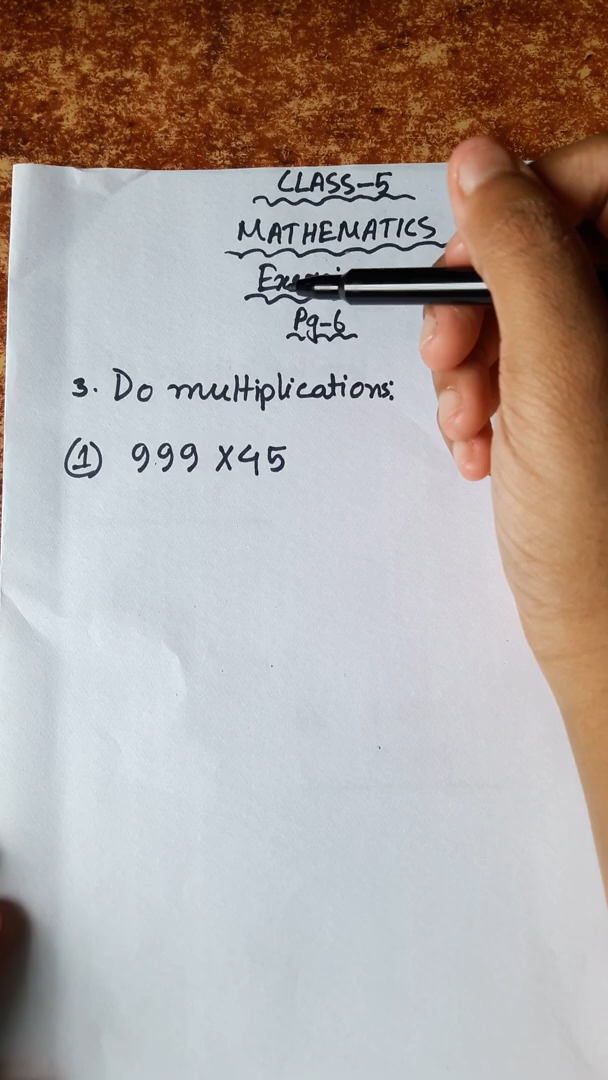 CLASS-5
MATHEMATICS
Pg-6
3. Do multiplications:
(1) 999 X45